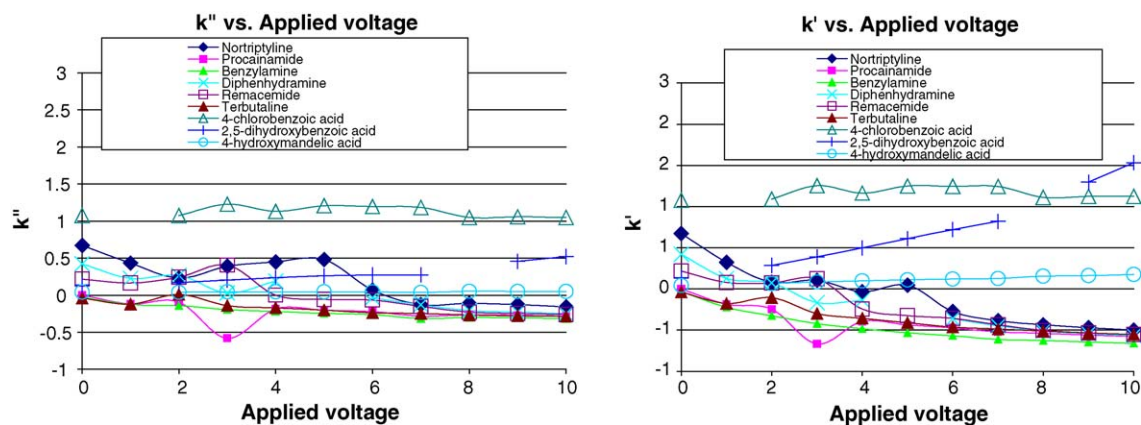 k'' vs. Applied voltage
Nortriptyline
Procainamide
Benzylamine
Diphenhydramine
Remacemide
Terbutaline
4-chlorobenzoic acid
2,5-dihydroxybenzoic acid
4-hydroxymandelic acid
3
2.5
2
1.5
1
0.5
0
-0.5
-1
k''
0 2 4 6 8 10
Applied voltage
k' vs. Applied voltage
Nortriptyline
Procainamide
Benzylamine
Diphenhydramine
Remacemide
Terbutaline
4-chlorobenzoic acid
2,5-dihydroxybenzoic acid
4-hydroxymandelic acid
3
2
2
1
1
0
-1
-1
k'
0 2 4 6 8 10
Applied voltage